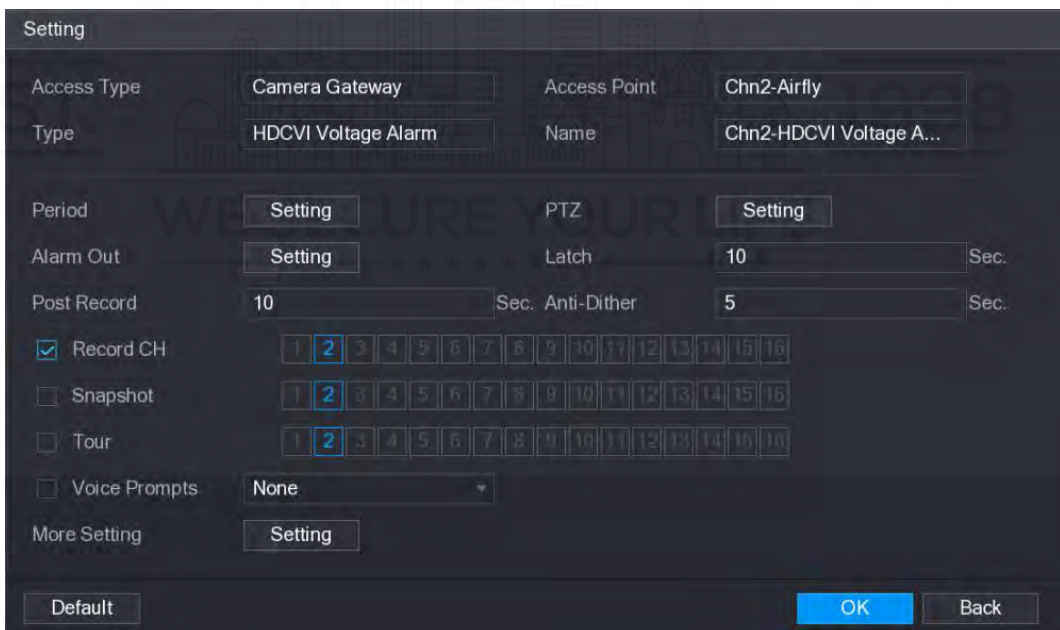 Setting
Access Type Camera Gateway Access Point Chn2-Airfly
Type HDCVI Voltage Alarm Name Chn2-HDCVI Voltage A...
Period Setting PTZ Setting
Alarm Out Setting Latch 10 Sec.
Post Record 10 Sec. Anti-Dither 5 Sec.
Record CH 1 2 3 4 5 6 7 8 9 10 11 12 13 14 15 16
Snapshot 1 2 3 4 5 6 7 8 9 10 11 12 13 14 15 16
Tour 1 2 3 4 5 6 7 8 9 10 11 12 13 14 15 16
Voice Prompts None
More Setting Setting
Default OK Back